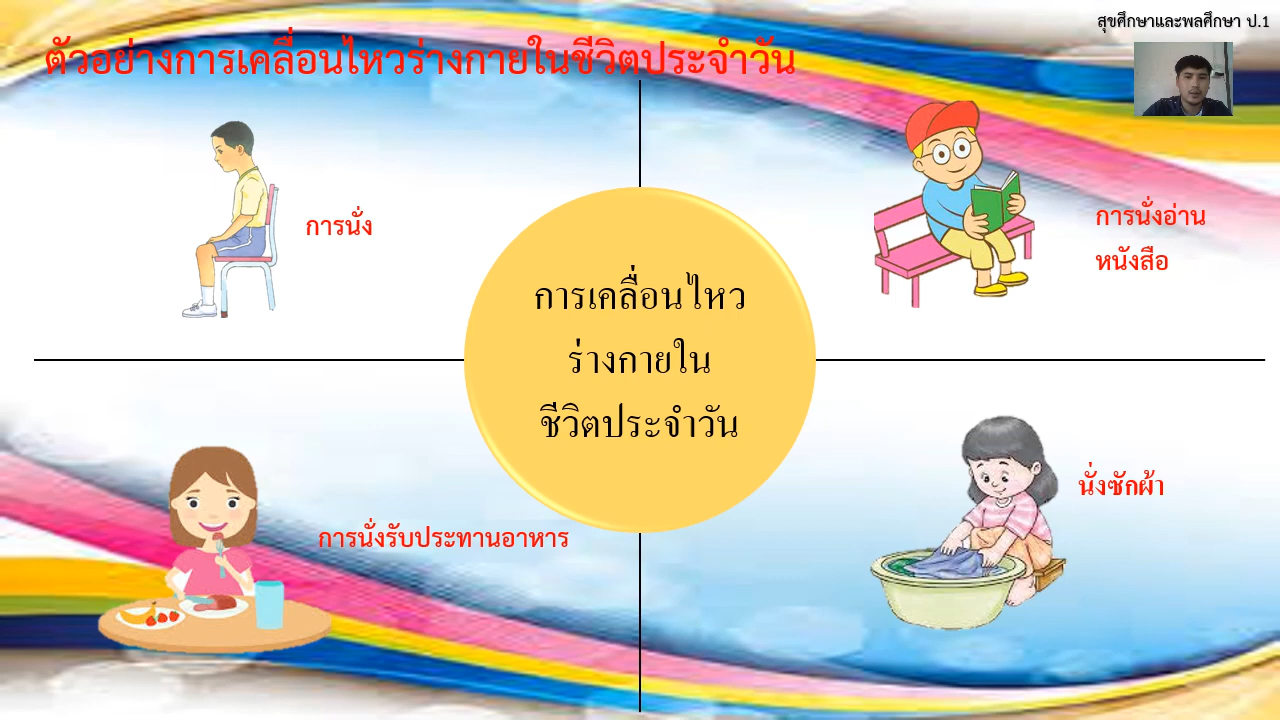 สุขศึกษาและพลศึกษา ป.1
ตัวอย่างการเคลื่อนไหวร่างกายในชีวิตประจำวัน
การนั่ง
การนั่งอ่าน
หนังสือ
การเคลื่อนไหว
ร่างกายใน
ชีวิตประจำวัน
การนั่งรับประทานอาหาร
นั่งซักผ้า